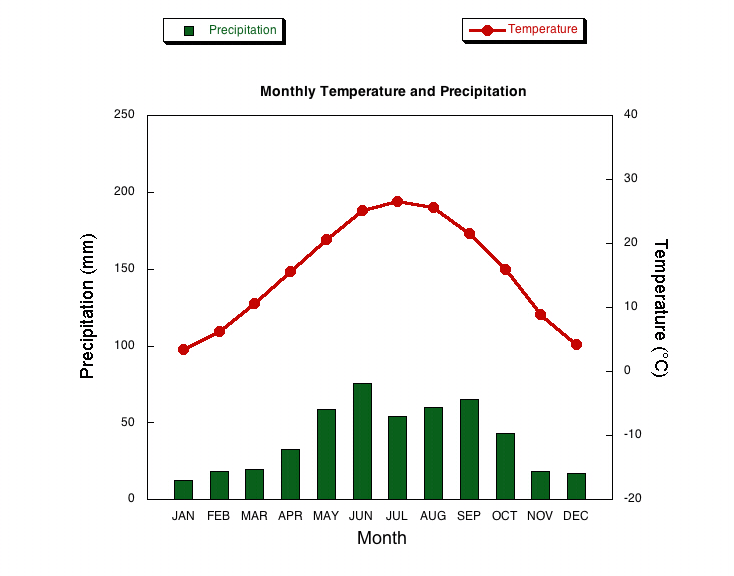 Precipitation
Temperature
Monthly Temperature and Precipitation
250
200
150
100
50
0
Precipitation (mm)
40
30
20
10
0
-10
-20
Temperature (°C)
JAN FEB MAR APR MAY JUN JUL AUG SEP OCT NOV DEC
Month